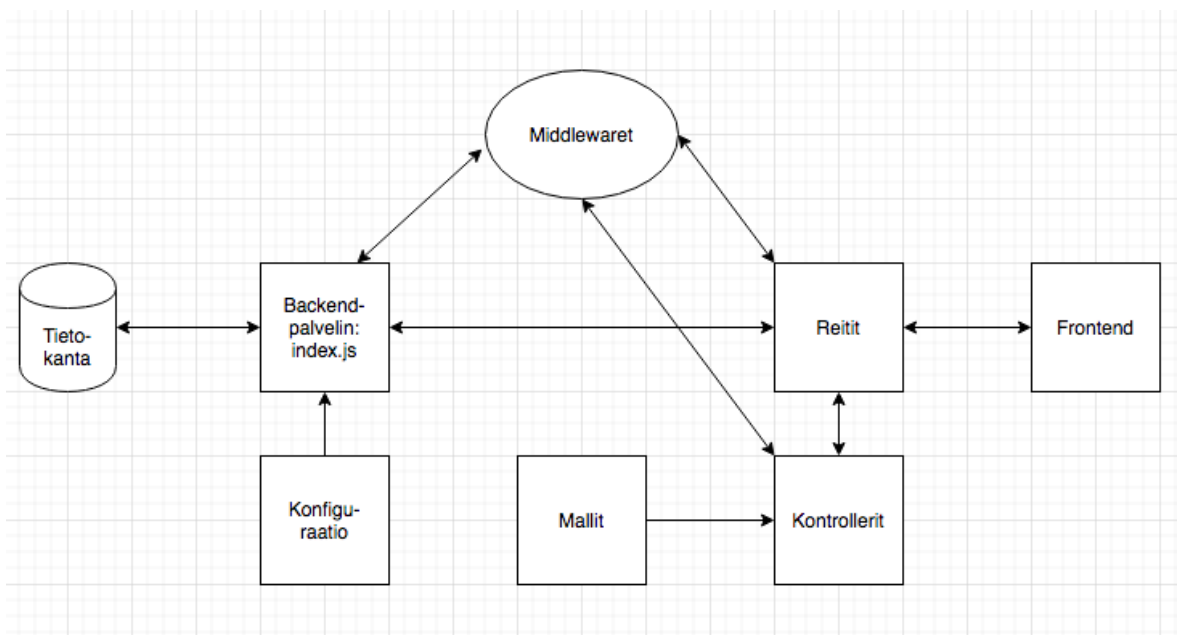 Middlewaret
Tieto-
kanta
Backend-
palvelin:
index.js
Reitit
Frontend
Konfigu-
raatio
Mallit
Kontrollerit